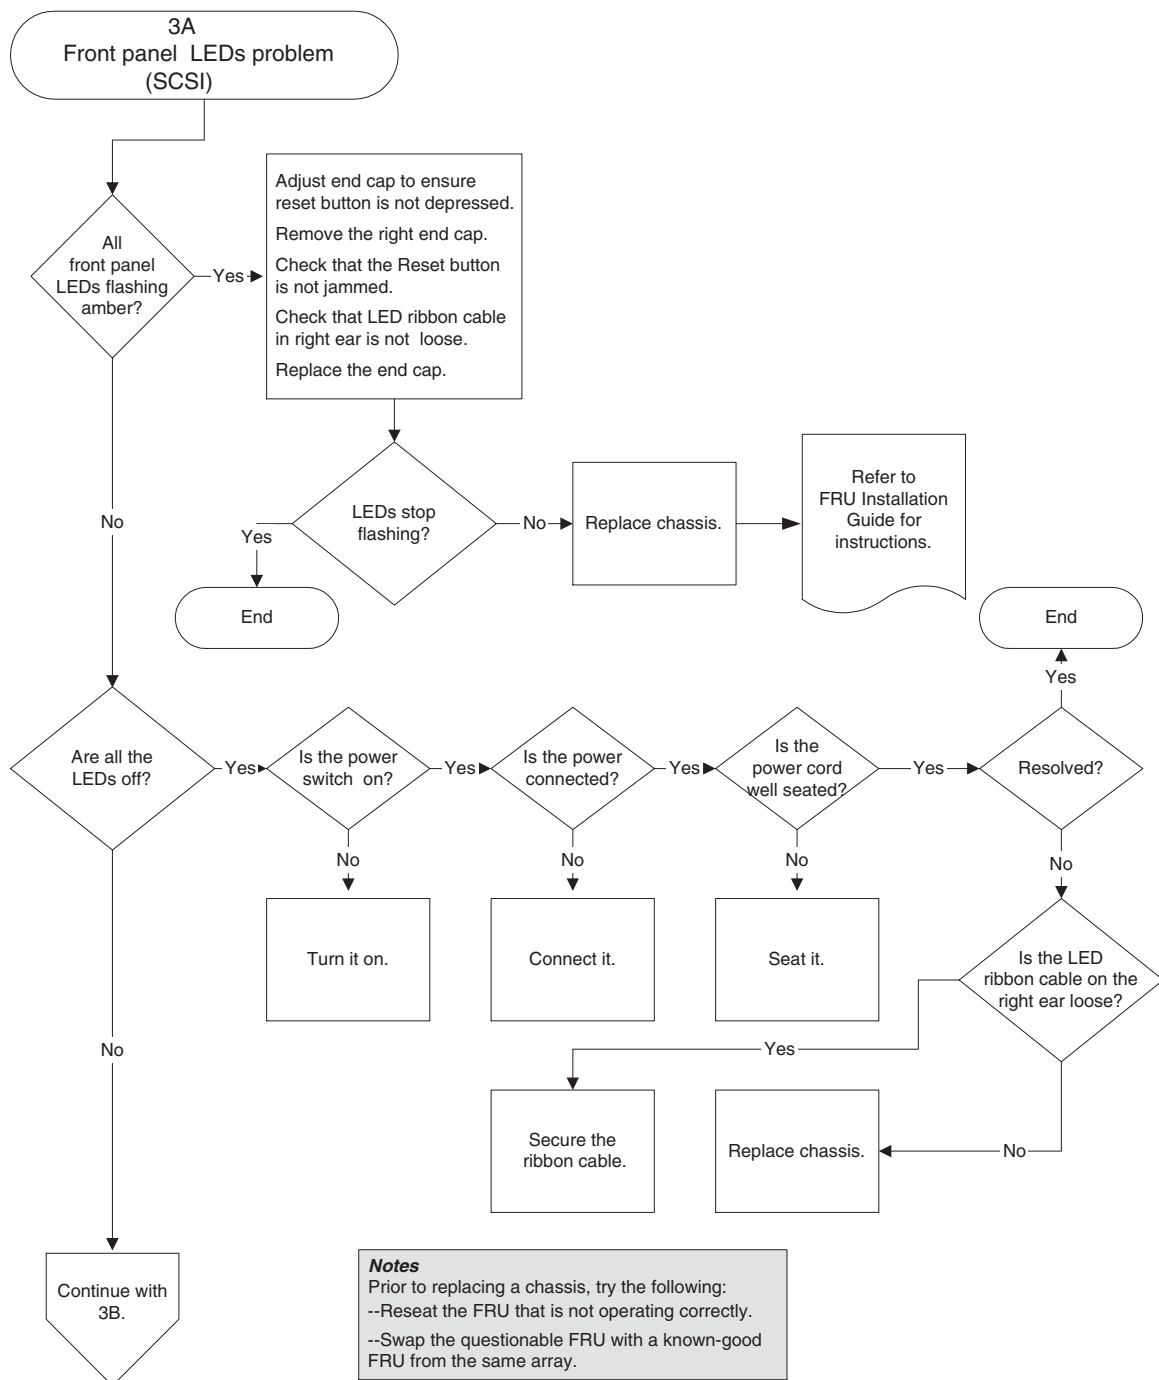 3A
Front panel LEDs problem
(SCSI)
All
front panel
LEDs flashing
amber?
Yes
Adjust end cap to ensure
reset button is not depressed.
Remove the right end cap.
Check that the Reset button
is not jammed.
Check that LED ribbon cable
in right ear is not loose.
Replace the end cap.
No
LEDs stop
flashing?
Yes
End
No
Replace chassis.
Refer to
FRU Installation
Guide for
instructions.
End
Yes
Are all the
LEDs off?
Yes
Is the power
switch on?
Yes
Is the power
connected?
Yes
Is the
power cord
well seated?
Yes
Resolved?
No
No
No
No
Turn it on.
Connect it.
Seat it.
Is the LED
ribbon cable on the
right ear loose?
No
Yes
Secure the
ribbon cable.
Replace chassis.
No
Continue with
3B.
Notes
Prior to replacing a chassis, try the following:
--Reseat the FRU that is not operating correctly.
--Swap the questionable FRU with a known-good
FRU from the same array.